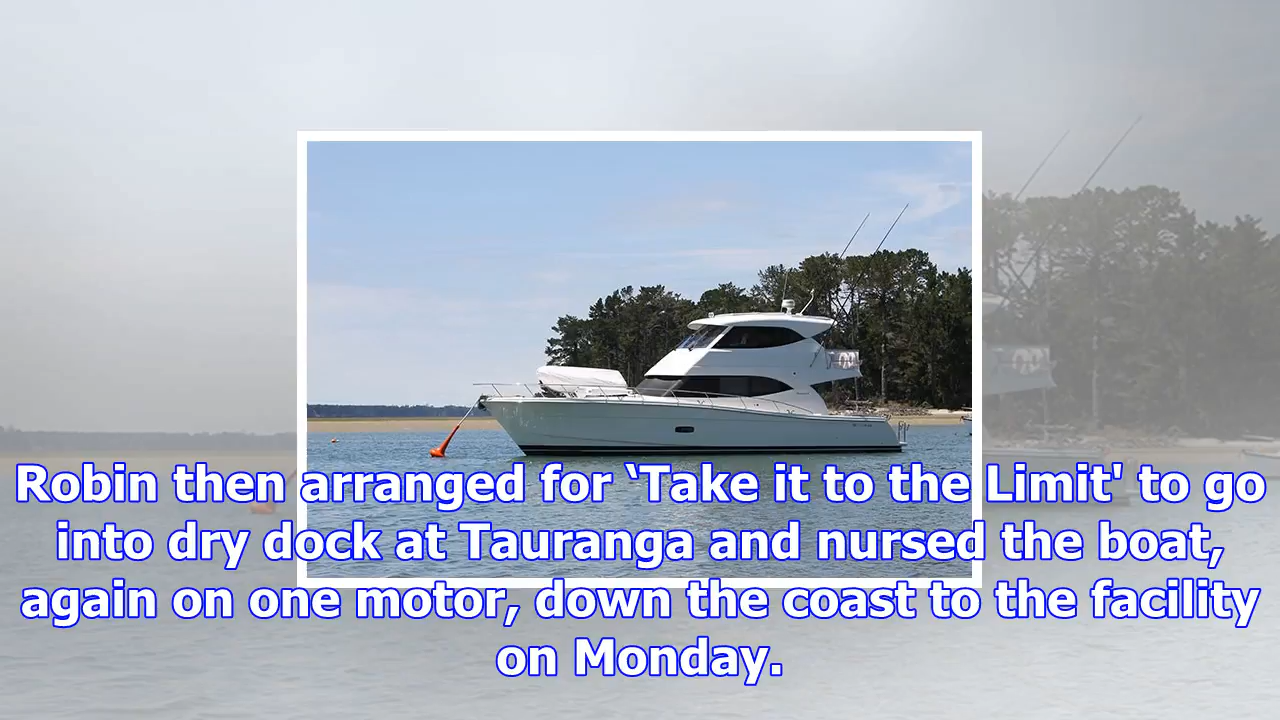 Robin then arranged for ‘Take it to the Limit' to go
into dry dock at Tauranga and nursed the boat,
again on one motor, down the coast to the facility
on Monday.